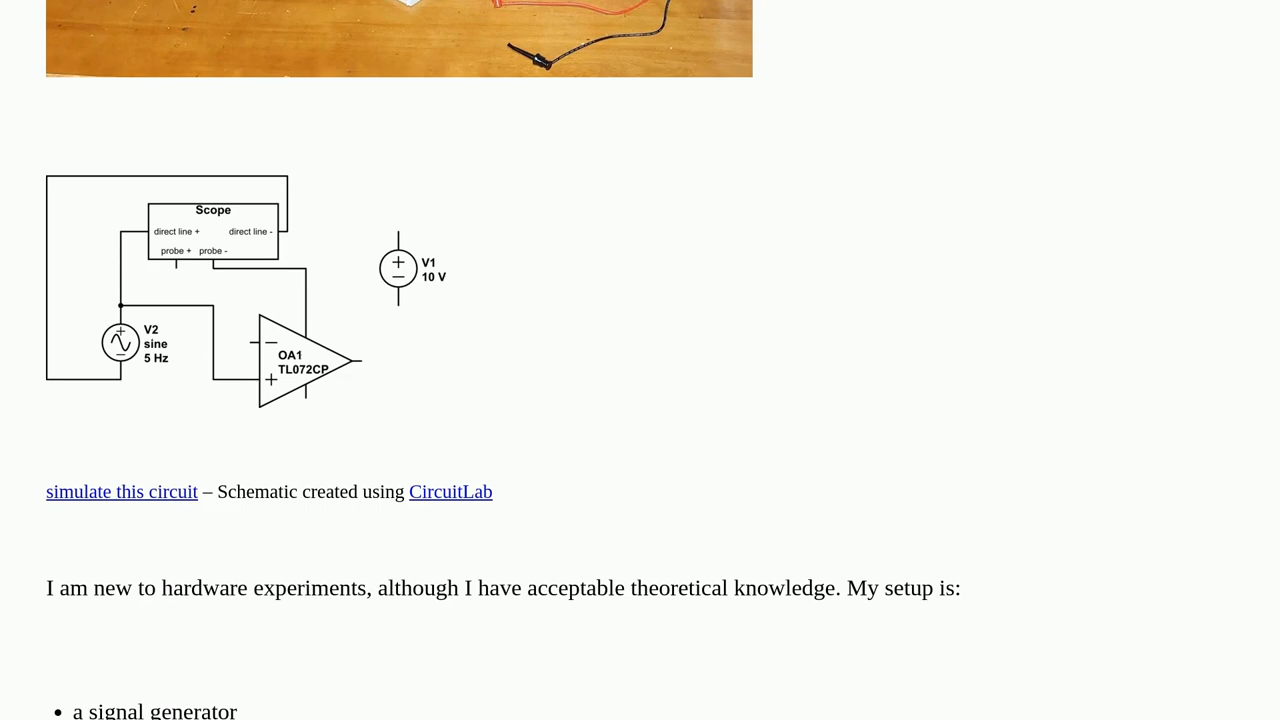 Scope
direct line + direct line -
probe + probe -
V1
10 V
V2
sine
5 Hz
OA1
TL072CP
simulate this circuit – Schematic created using CircuitLab
I am new to hardware experiments, although I have acceptable theoretical knowledge. My setup is:
• a signal generator